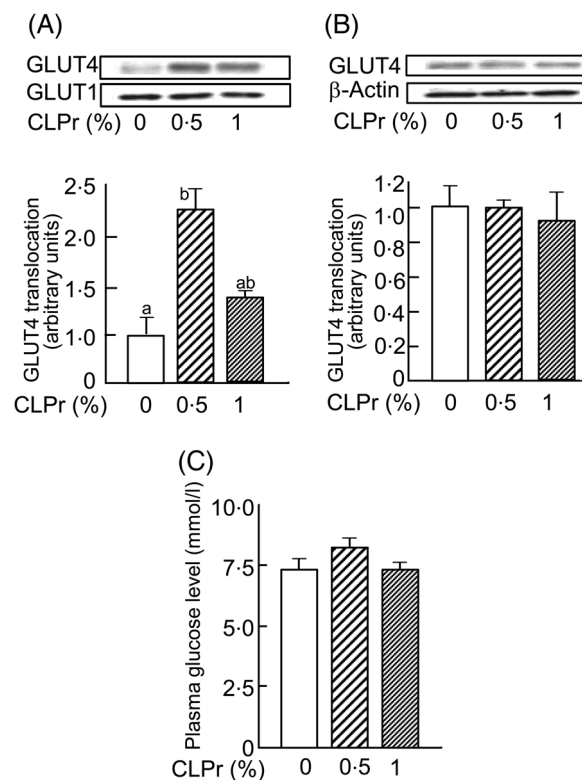 (A)
GLUT4
GLUT1
CLPr (%) 0 0·5 1
GLUT4 translocation
(arbitrary units)
2·5
2·0
1·5
1·0
0
a
b
ab
CLPr (%) 0 0·5 1
(B)
GLUT4
β-Actin
CLPr (%) 0 0·5 1
GLUT4 translocation
(arbitrary units)
1·2
1·0
0·8
0·6
0·4
0·2
0
CLPr (%) 0 0·5 1
(C)
Plasma glucose level (mmol/l)
10·0
7·5
5·0
2·5
0
CLPr (%) 0 0·5 1